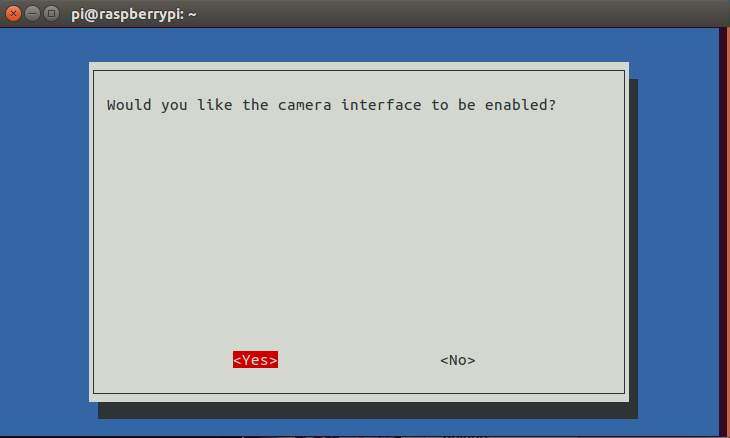 pi@raspberrypi: ~
Would you like the camera interface to be enabled?
<Yes> <No>